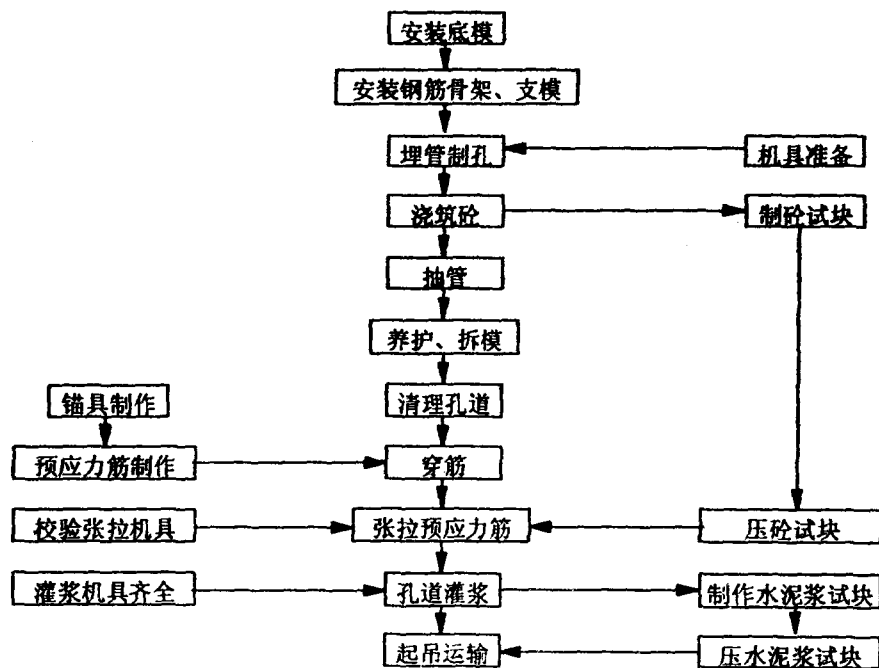 安装底模
安装钢筋骨架、支模
埋管制孔
机具准备
浇筑砼
制砼试块
抽管
养护、拆模
锚具制作
清理孔道
预应力筋制作
穿筋
校验张拉机具
张拉预应力筋
压砼试块
灌浆机具齐全
孔道灌浆
制作水泥浆试块
起吊运输
压水泥浆试块